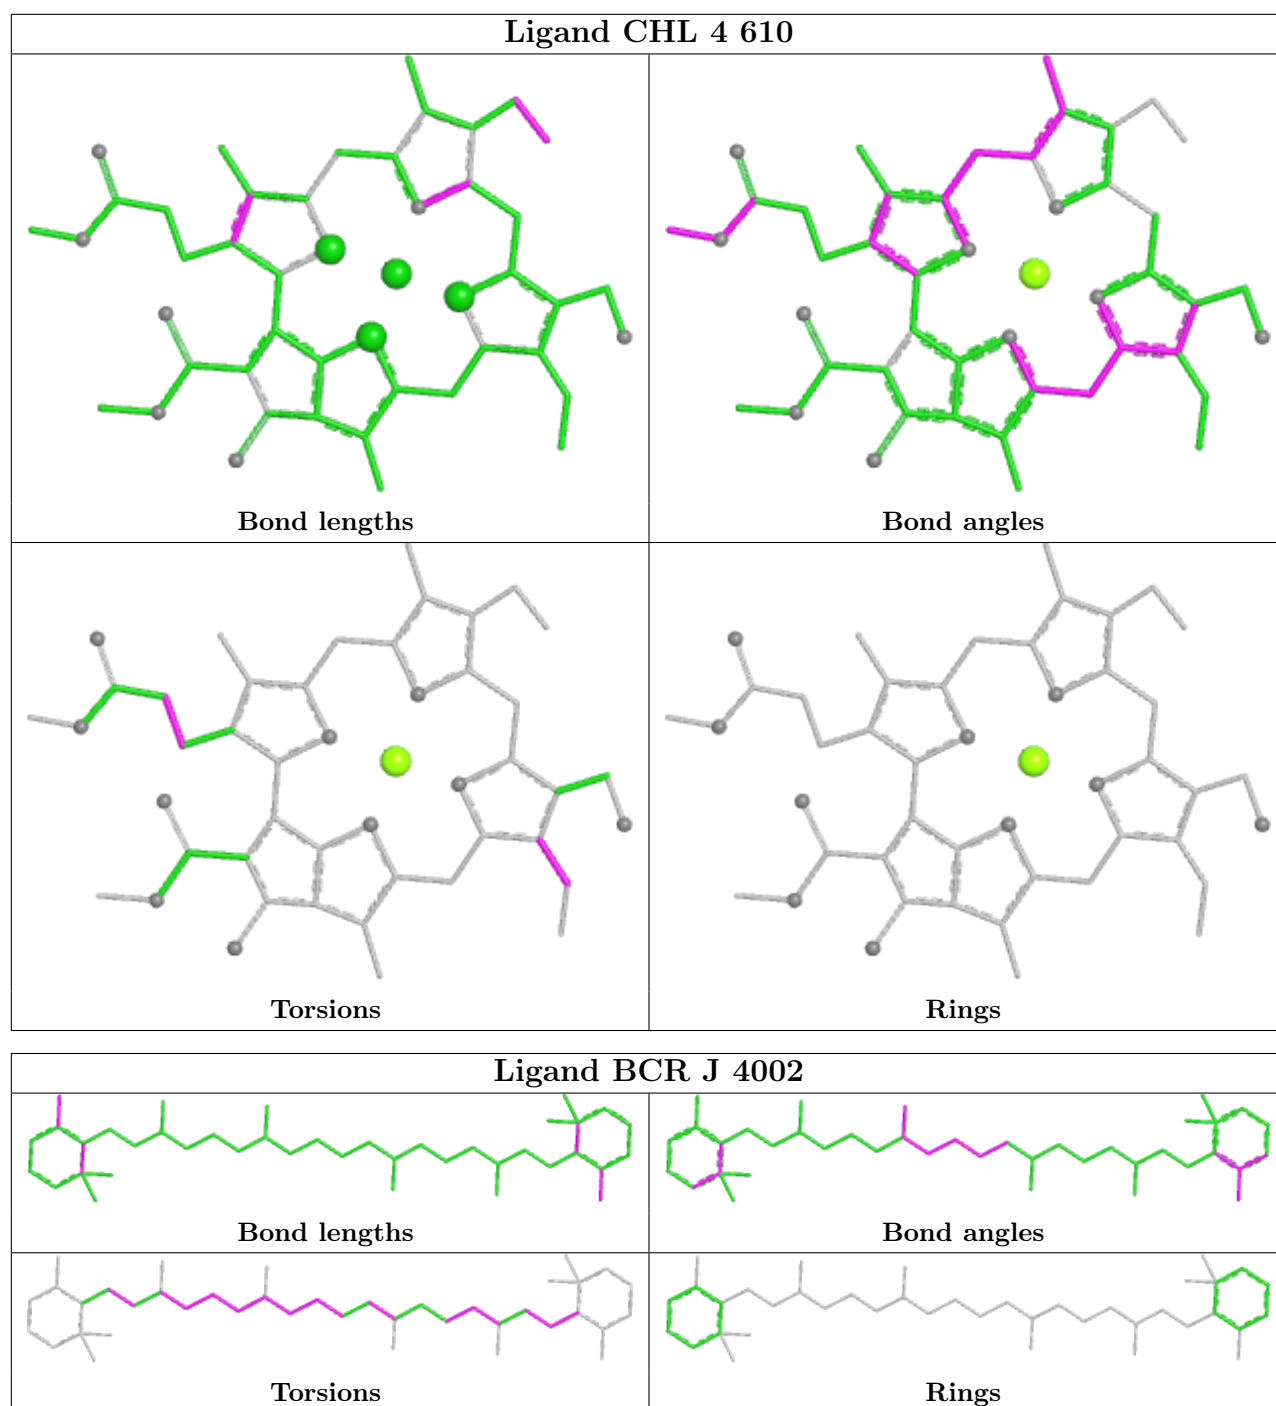 Ligand CHL 4 610
Bond lengths
Bond angles
Torsions
Rings
Ligand BCR J 4002
Bond lengths
Bond angles
Torsions
Rings